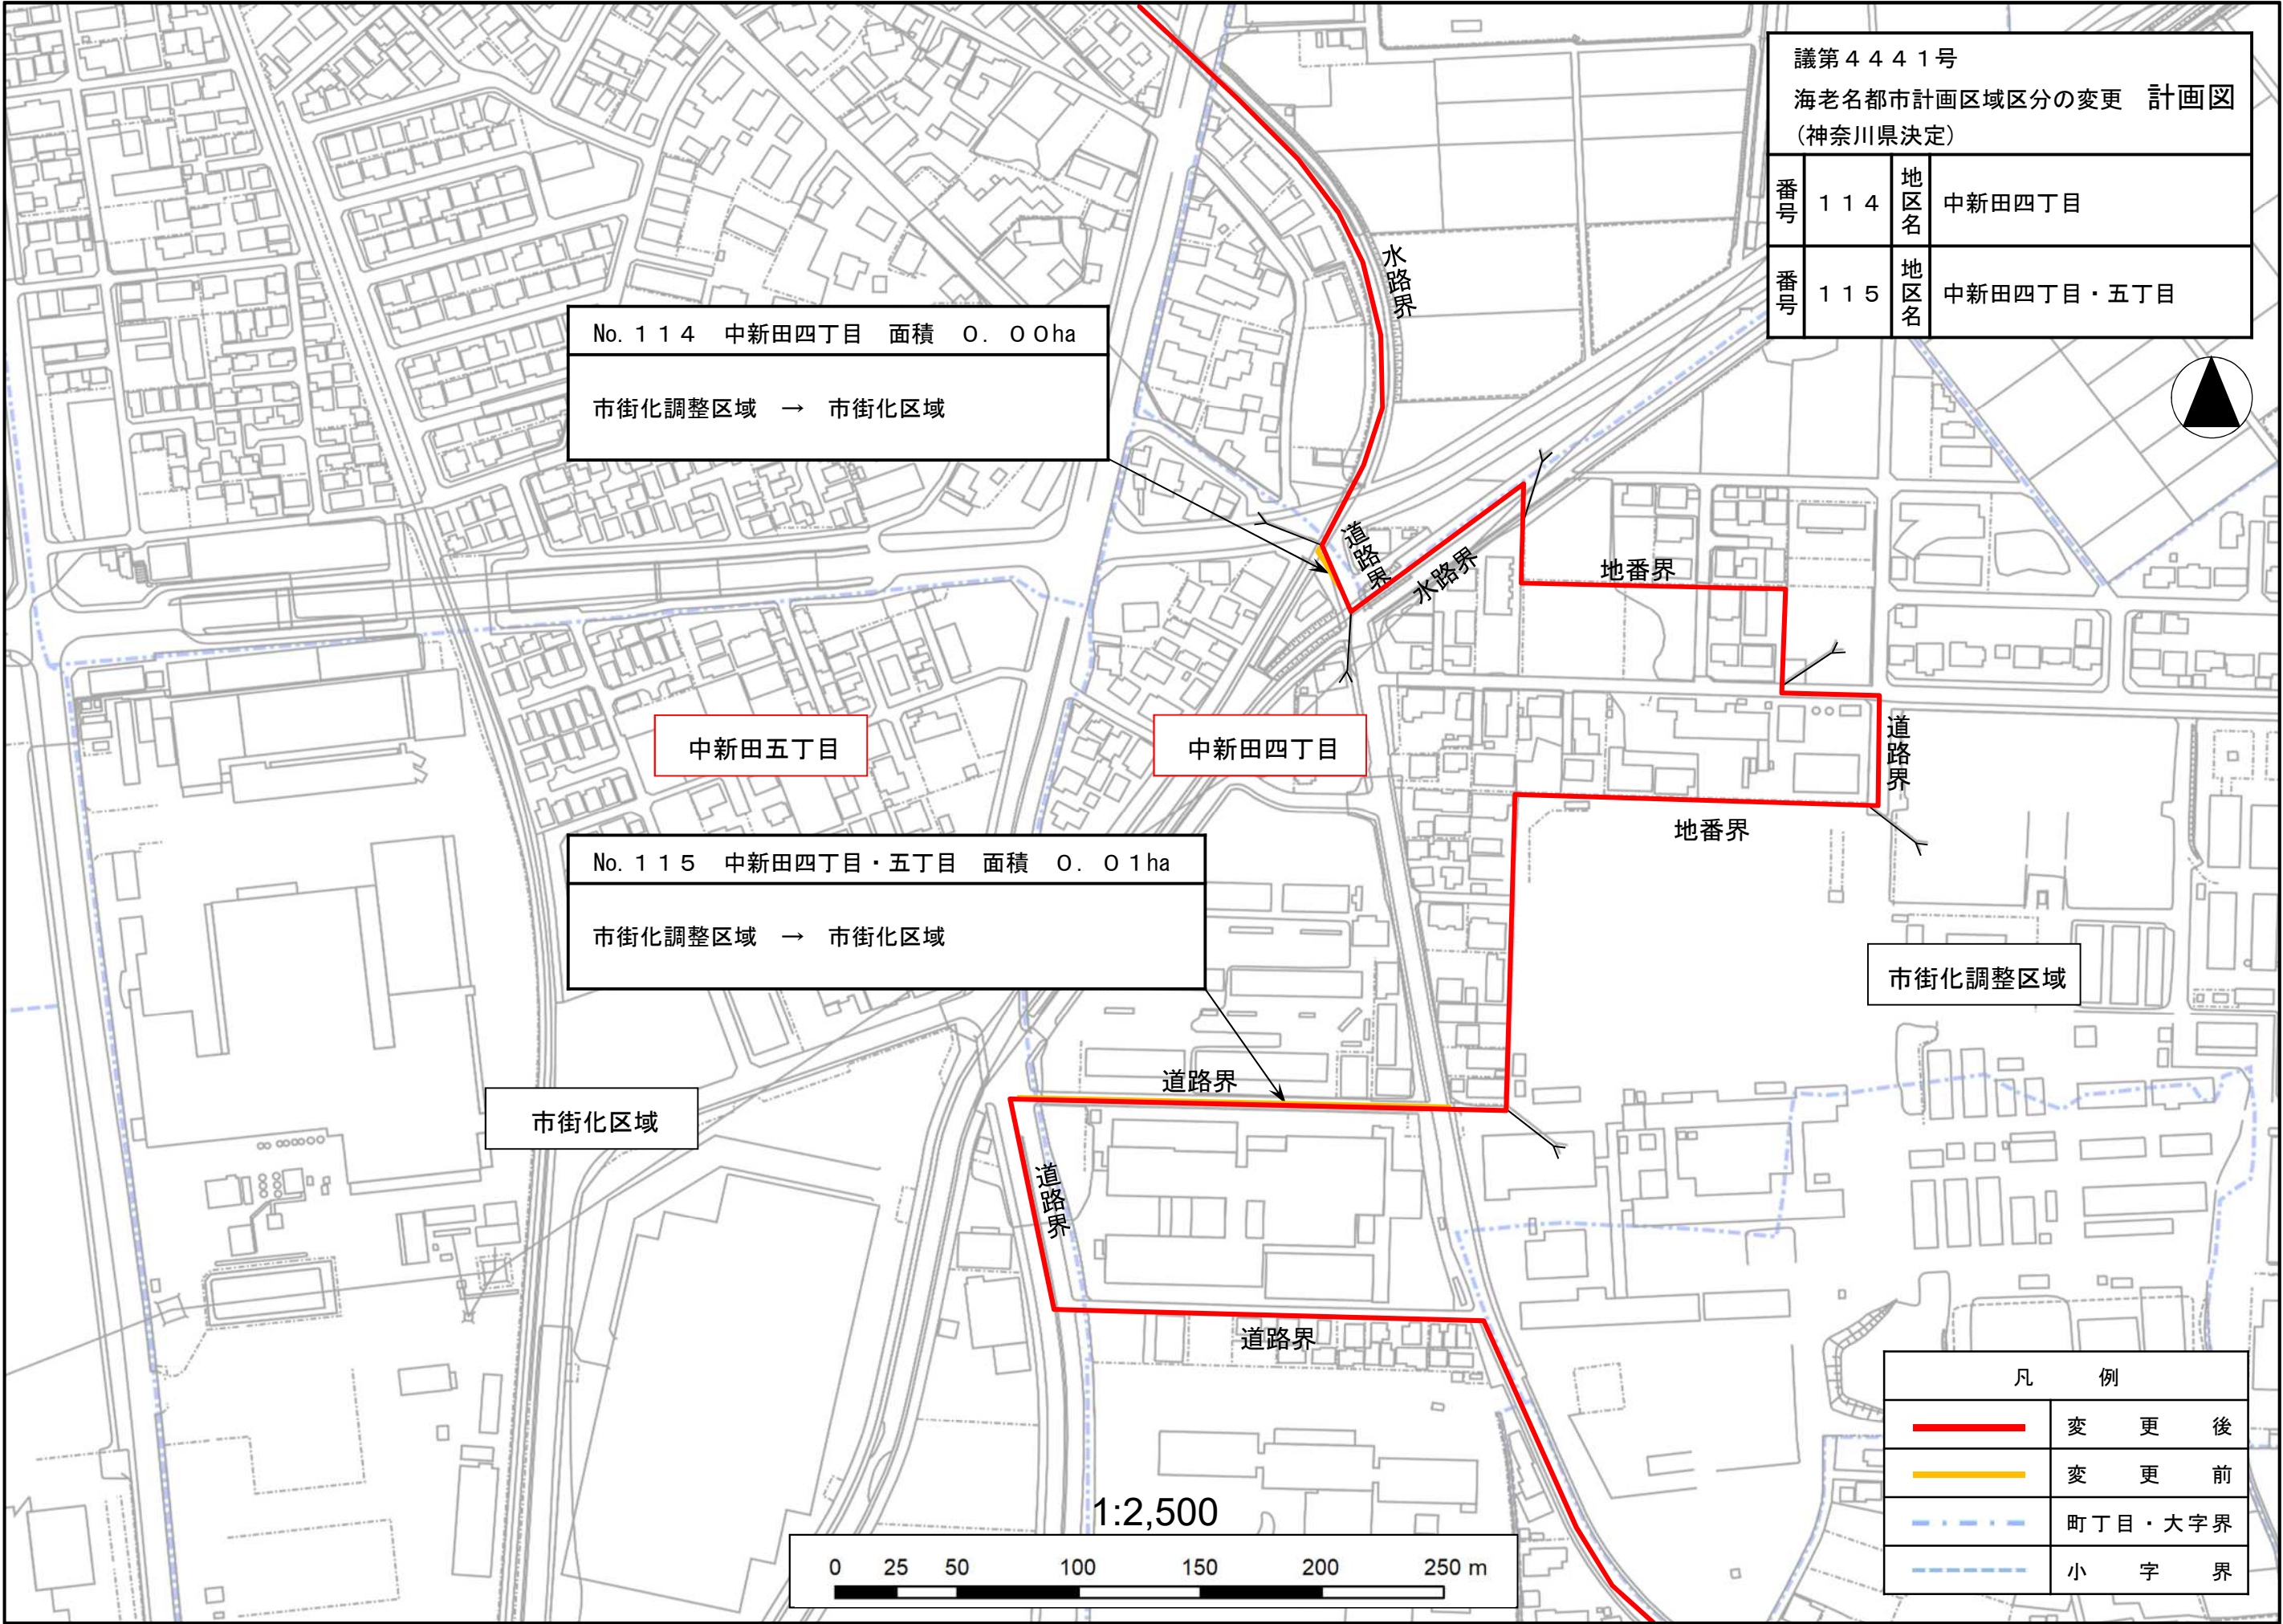 議第４４４１号
海老名都市計画区域区分の変更　計画図
(神奈川県決定)
番号　１１４　地区名　中新田四丁目
番号　１１５　地区名　中新田四丁目・五丁目
水路界
No.１１４　中新田四丁目　面積　０．００ha
市街化調整区域　→　市街化区域
道路界
水路界
地番界
道路界
中新田五丁目
中新田四丁目
地番界
No.１１５　中新田四丁目・五丁目　面積　０．０１ha
市街化調整区域　→　市街化区域
市街化調整区域
道路界
市街化区域
道路界
道路界
凡　例
変　更　後
変　更　前
町丁目・大字界
小　字　界
1:2,500
0 25 50 100 150 200 250 m